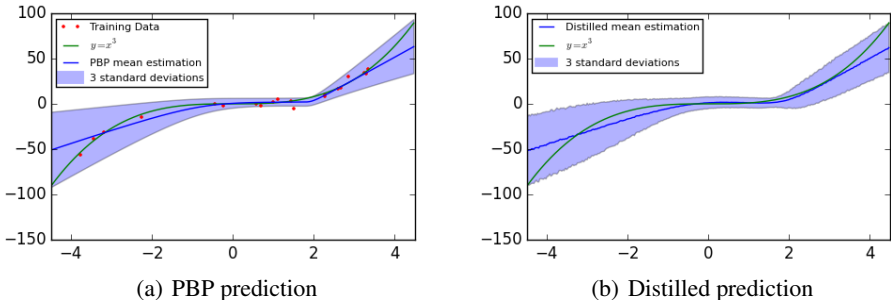 Training Data
y=x³
PBP mean estimation
3 standard deviations
100
50
0
−50
−100
−150
−4 −2 0 2 4
(a) PBP prediction
Distilled mean estimation
y=x³
3 standard deviations
100
50
0
−50
−100
−150
−4 −2 0 2 4
(b) Distilled prediction